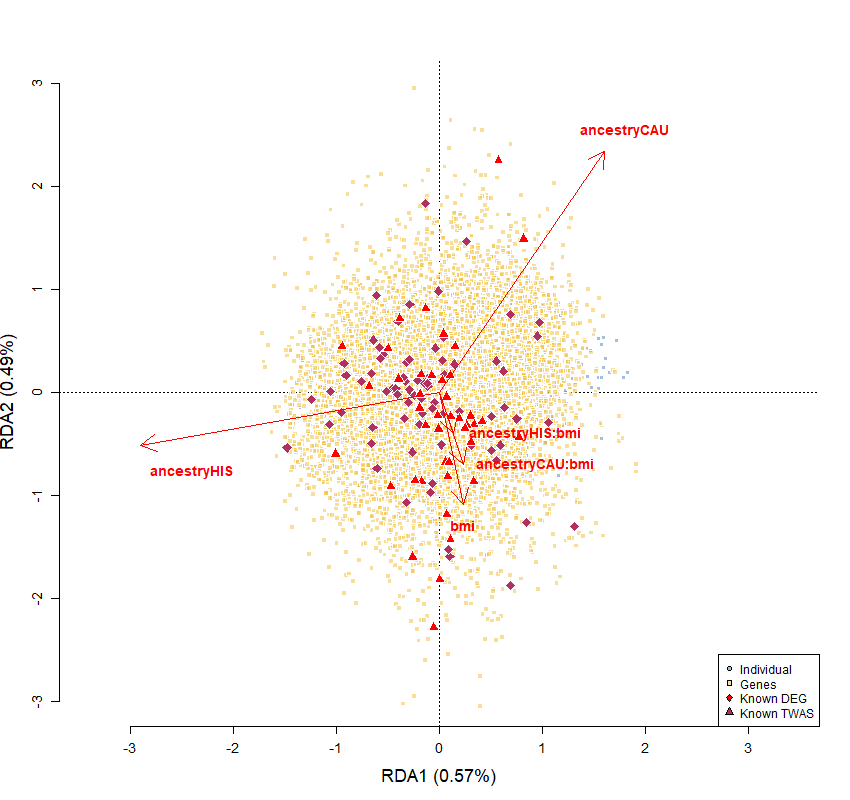 3
2
1
0
-1
-2
-3
RDA2 (0.49%)
ancestryCAU
ancestryHIS
ancestryHIS:bmi
ancestryCAU:bmi
bmi
Individual
Genes
Known DEG
Known TWAS
-3 -2 -1 0 1 2 3
RDA1 (0.57%)